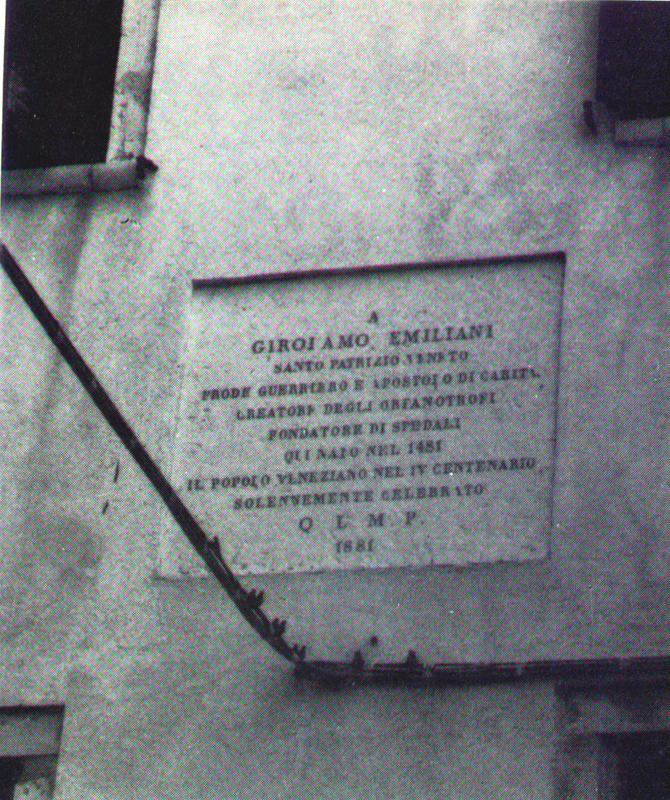 A
GIROLAMO EMILIANI
SANTO PATRIZIO VENETO
PRODE GUERRIERO E APOSTOLO DI CARITA
CREATORE DEGLI ORFANOTROFI
FONDATORE DI SPEDALI
QUI NATO NEL 1481
IL POPOLO VENEZIANO NEL IV CENTENARIO
SOLENNEMENTE CELEBRATO
Q L M P.
1881